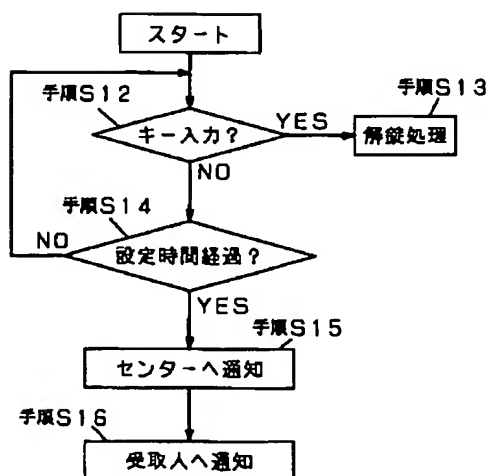 スタート
手順S12
キー入力?
YES
手順S13
解錠処理
NO
手順S14
NO
設定時間経過?
YES
手順S15
センターへ通知
手順S16
受取人へ通知